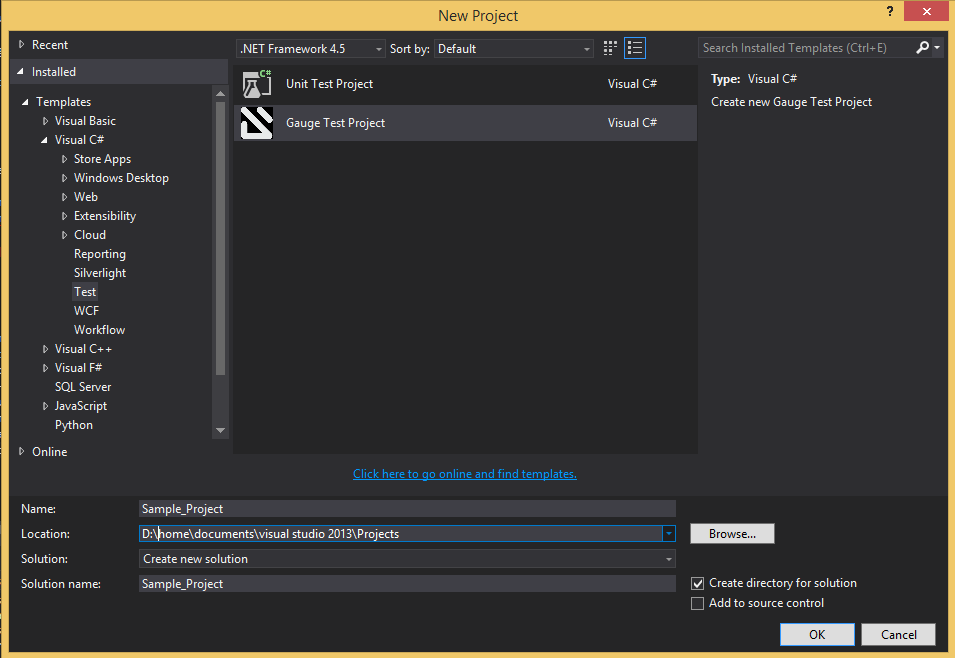 New Project
?
Recent
.NET Framework 4.5
Sort by: Default
Search Installed Templates (Ctrl+E)
Installed
Templates
Visual Basic
Visual C#
Store Apps
Windows Desktop
Web
Extensibility
Cloud
Reporting
Silverlight
Test
WCF
Workflow
Visual C++
Visual F#
SQL Server
JavaScript
Python
Online
C#
Unit Test Project Visual C#
Gauge Test Project Visual C#
Type: Visual C#
Create new Gauge Test Project
Click here to go online and find templates.
Name: Sample_Project
Location: D:\home\documents\visual studio 2013\Projects
Browse...
Solution: Create new solution
Solution name: Sample_Project
Create directory for solution
Add to source control
OK Cancel